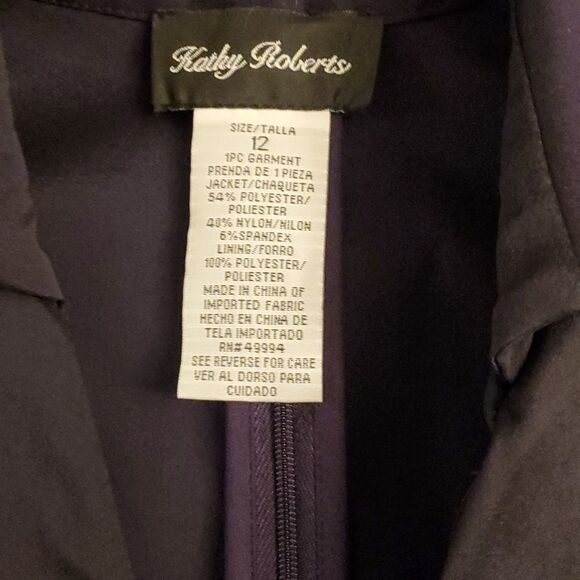 Kathy Roberts
SIZE/TALLA
12
1PC GARMENT
PRENDA DE 1 PIEZA
JACKET/CHAQUETA
54% POLYESTER/
POLIESTER
40% NYLON/NILON
6%SPANDEX
LINING/FORRO
100% POLYESTER/
POLIESTER
MADE IN CHINA OF
IMPORTED FABRIC
HECHO EN CHINA DE
TELA IMPORTADO
RN#49994
SEE REVERSE FOR CARE
VER AL DORSO PARA
CUIDADO